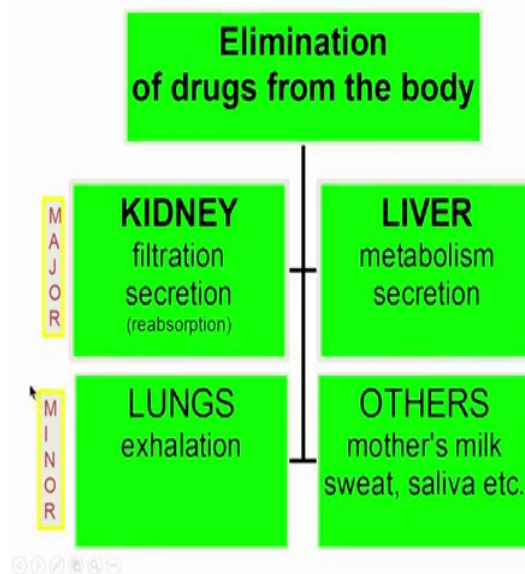 Elimination
of drugs from the body
MAJOR
KIDNEY
filtration
secretion
(reabsorption)
LIVER
metabolism
secretion
MINOR
LUNGS
exhalation
OTHERS
mother's milk
sweat, saliva etc.